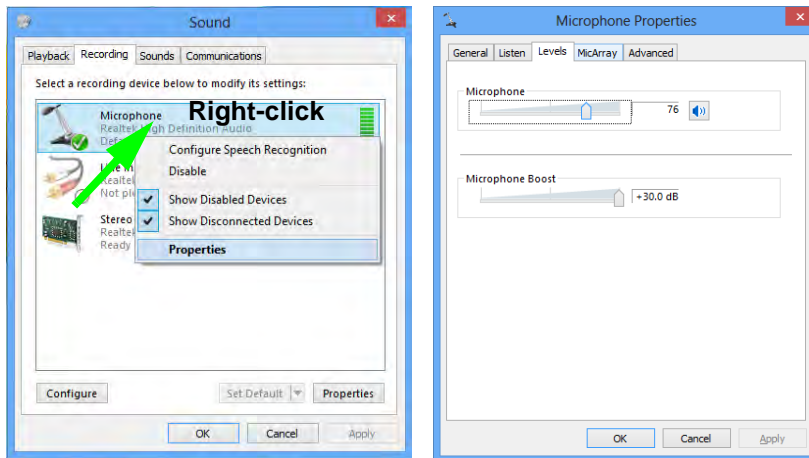 Sound
Playback Recording Sounds Communications
Select a recording device below to modify its settings:
Microphone
Right-click
Realtek High Definition Audio
Configure Speech Recognition
Disable
Realtek
Show Disabled Devices
Stereo
Show Disconnected Devices
Realtek
Ready
Properties
Configure Set Default Properties
OK Cancel Apply
Microphone Properties
General Listen Levels MicArray Advanced
Microphone
76
Microphone Boost
+30.0 dB
OK Cancel Apply